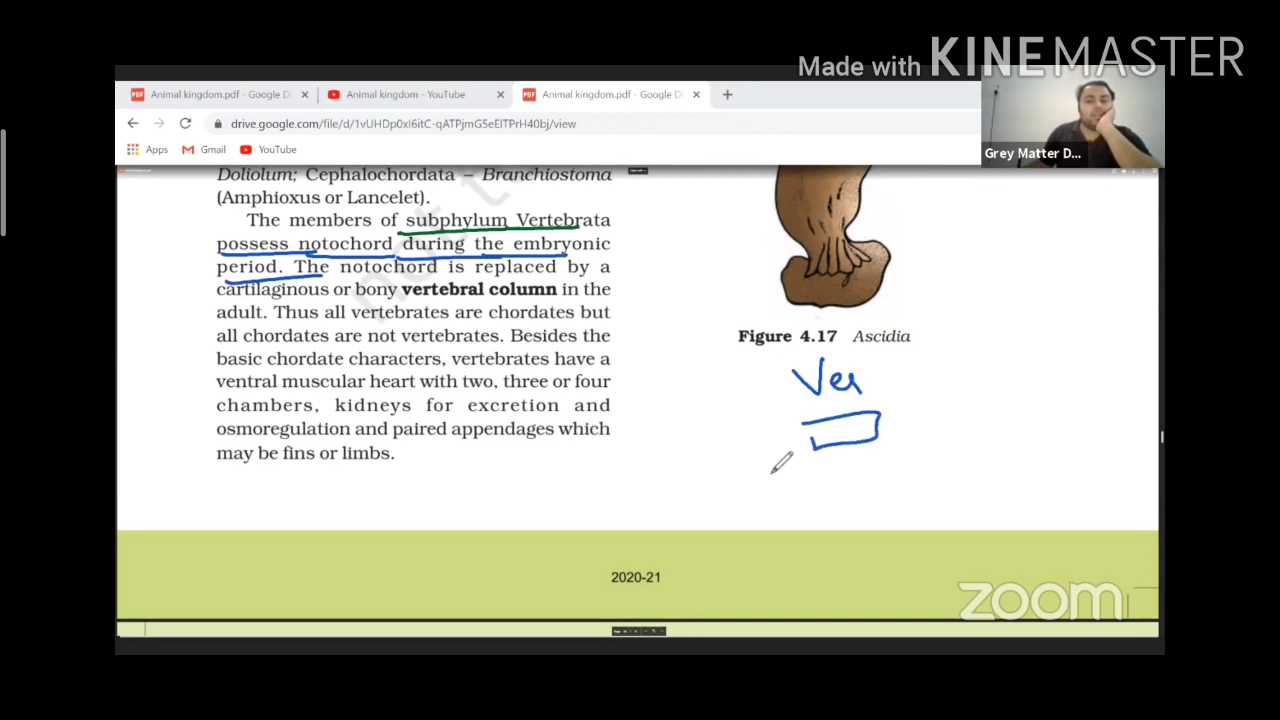 Made with KINEMASTER
Animal kingdom.pdf - Google D
Animal kingdom - YouTube
Animal kingdom.pdf - Google D
drive.google.com/file/d/1vUHDp0xI6itC-qATPjmG5eEITPrH40bj/view
Apps
Gmail
YouTube
Grey Matter D...
Doliolum; Cephalochordata – Branchiostoma
(Amphioxus or Lancelet).
The members of subphylum Vertebrata
possess notochord during the embryonic
period. The notochord is replaced by a
cartilaginous or bony vertebral column in the
adult. Thus all vertebrates are chordates but
all chordates are not vertebrates. Besides the
basic chordate characters, vertebrates have a
ventral muscular heart with two, three or four
chambers, kidneys for excretion and
osmoregulation and paired appendages which
may be fins or limbs.
not t
Figure 4.17 Ascidia
Ver
2020-21
zoom